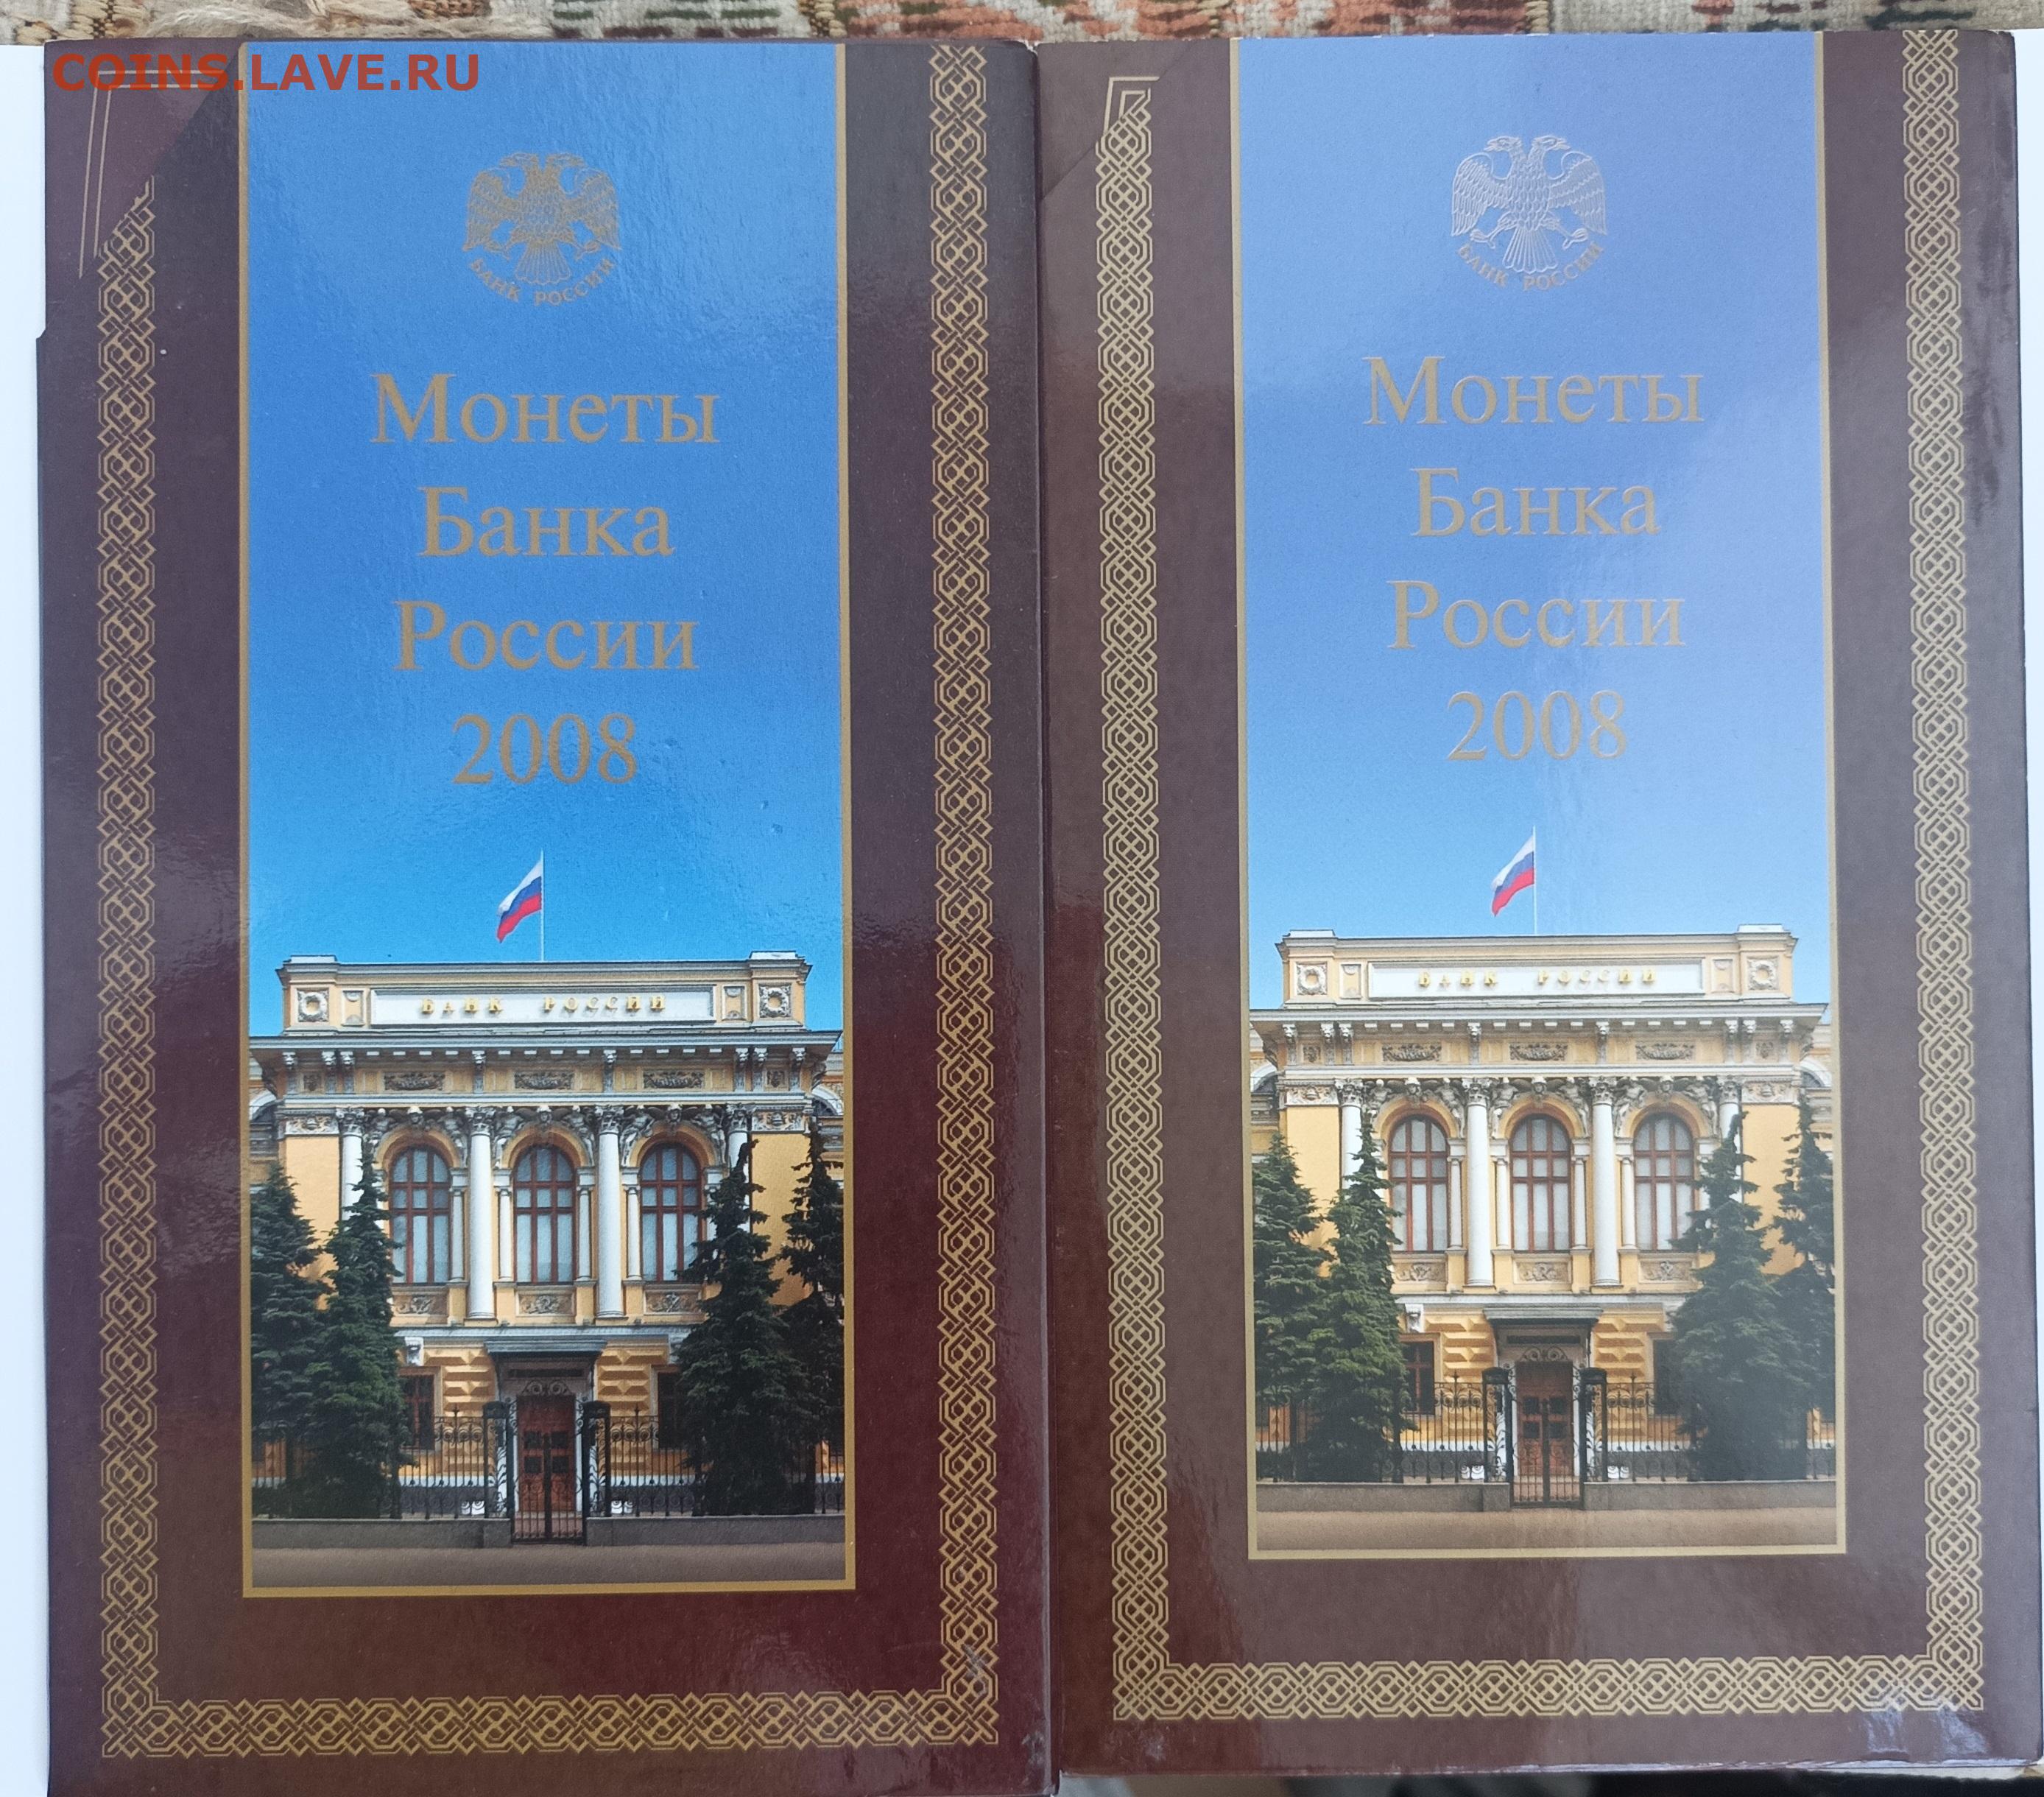 COINS.LAVE.RU
БАНК РОССИИ
Монеты
Банка
России
2008
БАНК РОССИИ
БАНК РОССИИ
Монеты
Банка
России
2008
БАНК РОССИИ